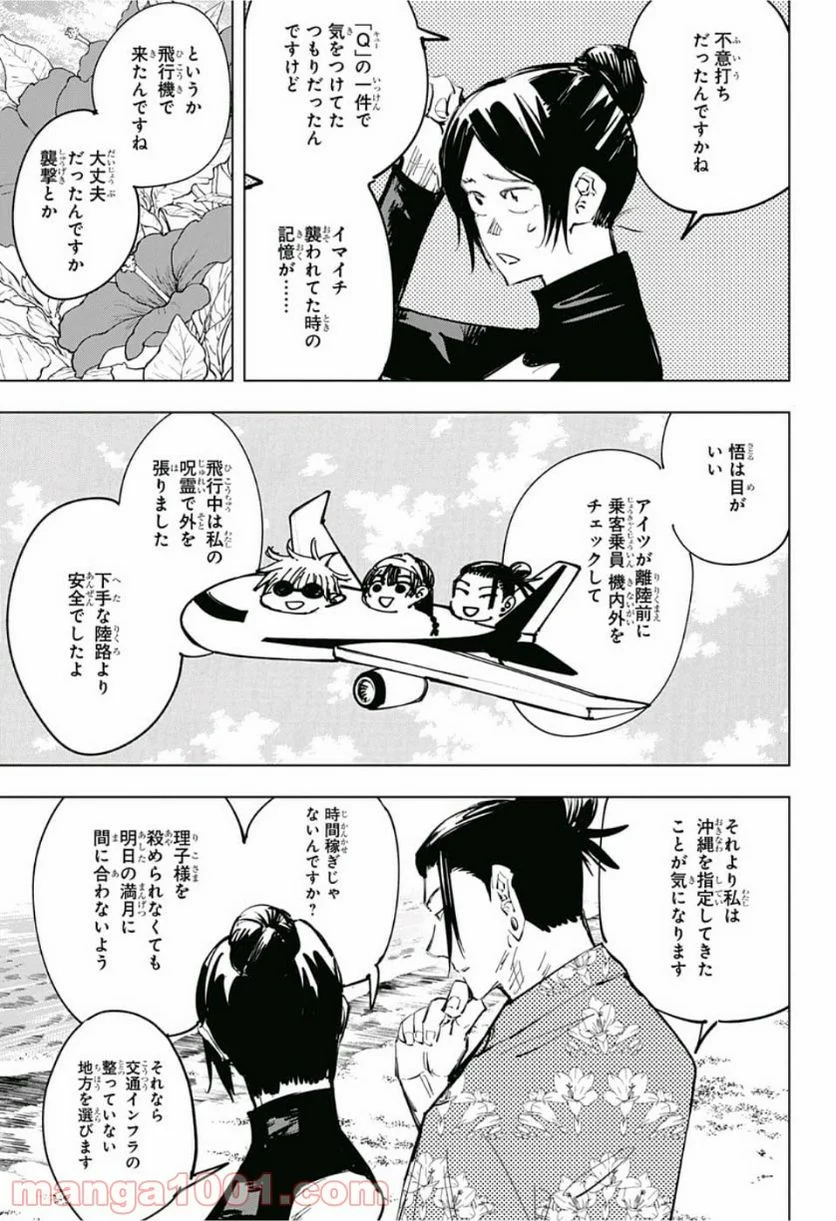 不意打ち
だったんですかね
「Q」の一件で
気をつけてた
つもりだったん
ですけど
イマイチ
襲われてた時の
記憶が……
というか
飛行機で
来たんですね
大丈夫
だったんですか
襲撃とか
悟は目が
いい
アイツが離陸前に
乗客乗員 機内外を
チェックして
飛行中は私の
呪霊で外を
張りました
下手な陸路より
安全でしたよ
それより私は
沖縄を指定してきた
ことが気になります
時間稼ぎじゃ
ないんですか?
理子様を
殺められなくても
明日の満月に
間に合わないよう
それなら
交通インフラの
整っていない
地方を選びます
manga1001.com